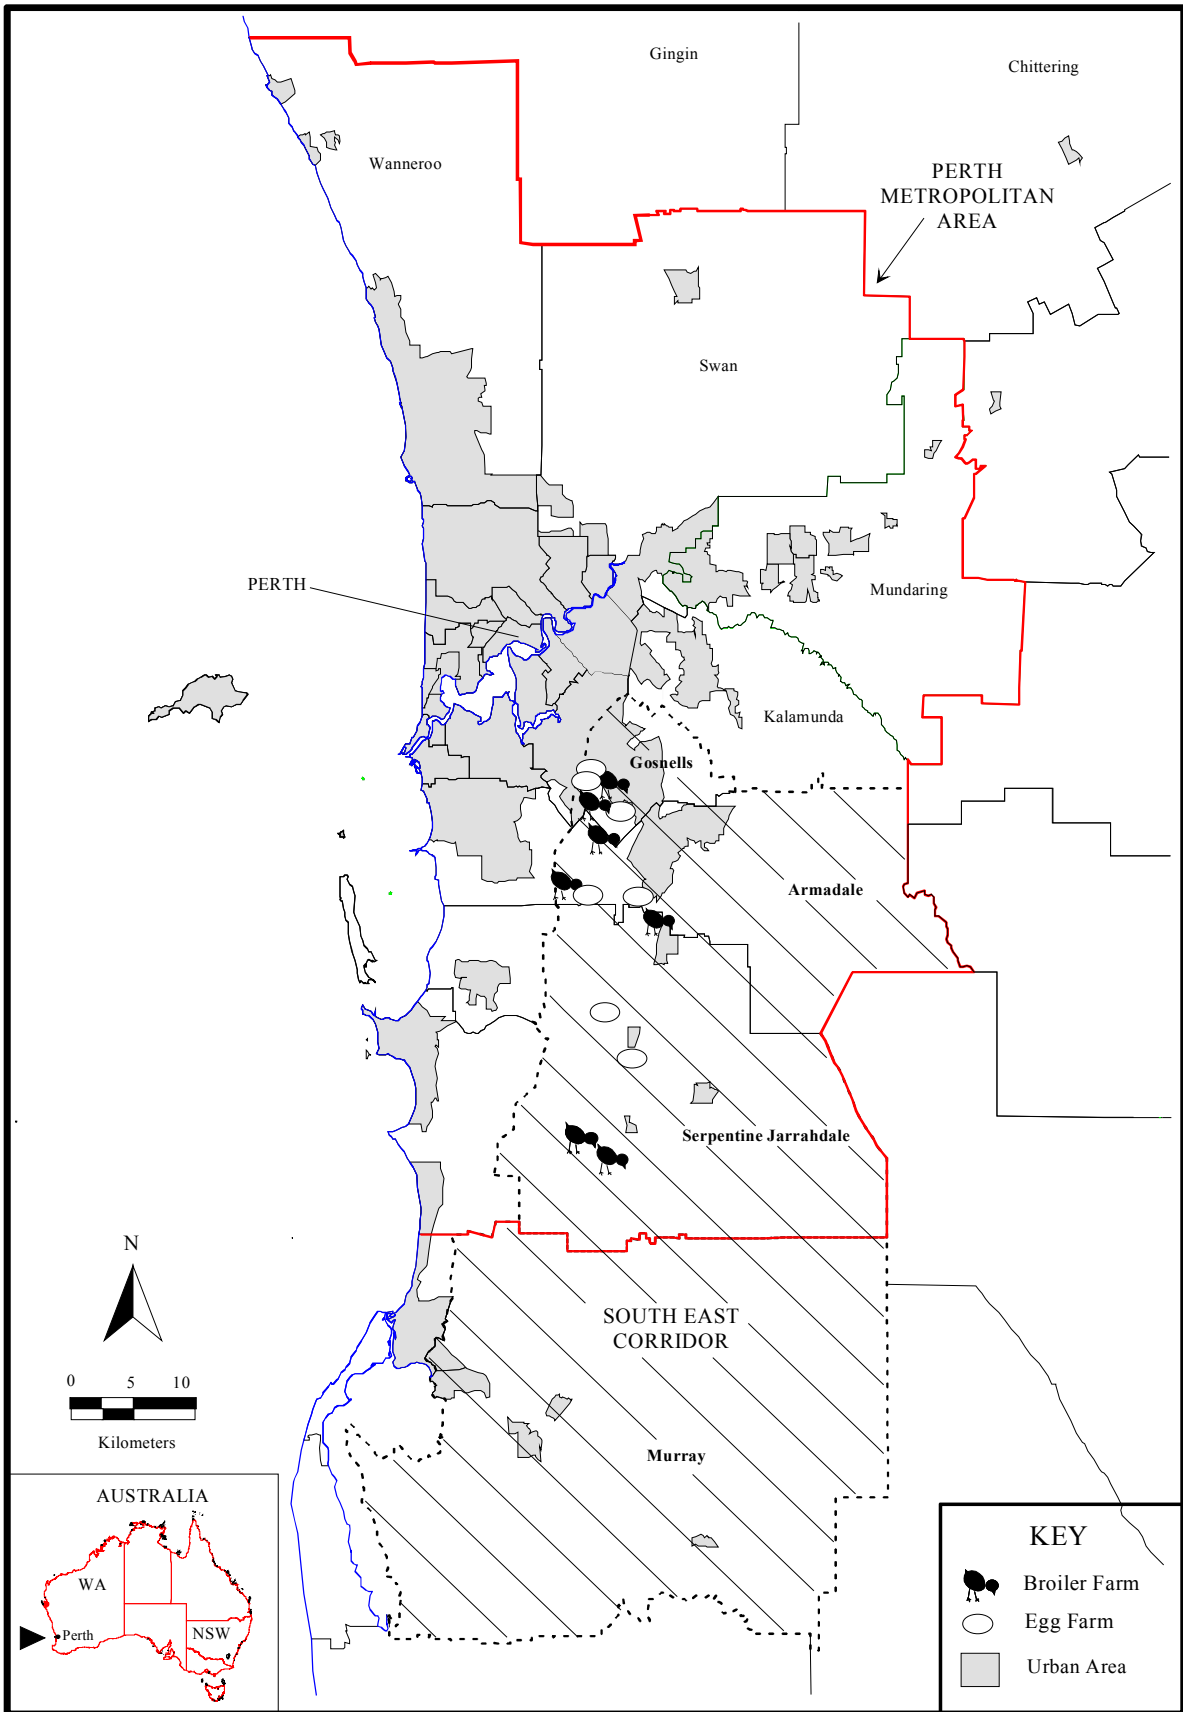 Gingin
Chittering
Wanneroo
PERTH
METROPOLITAN
AREA
Swan
PERTH
Mundaring
Kalamunda
Gosnells
Armadale
Serpentine Jarrahdale
N
SOUTH EAST
CORRIDOR
0 5 10
Kilometers
Murray
AUSTRALIA
WA
Perth
NSW
KEY
Broiler Farm
Egg Farm
Urban Area